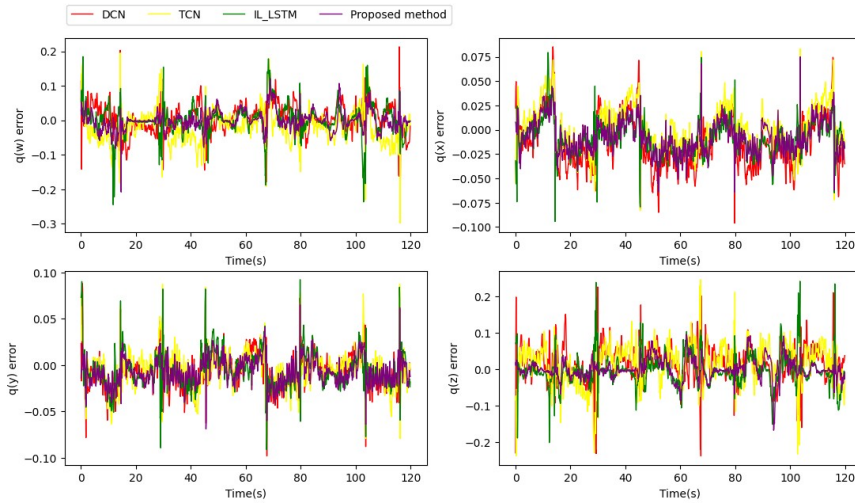 DCN TCN IL_LSTM Proposed method
q(w) error
0.2
0.1
0.0
−0.1
−0.2
−0.3
0 20 40 60 80 100 120
Time(s)
q(x) error
0.075
0.050
0.025
0.000
−0.025
−0.050
−0.075
−0.100
0 20 40 60 80 100 120
Time(s)
q(y) error
0.10
0.05
0.00
−0.05
−0.10
0 20 40 60 80 100 120
Time(s)
q(z) error
0.2
0.1
0.0
−0.1
−0.2
0 20 40 60 80 100 120
Time(s)